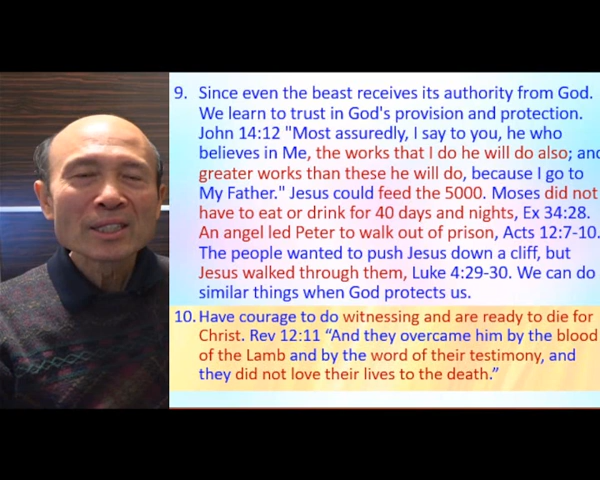 9. Since even the beast receives its authority from God.
We learn to trust in God's provision and protection.
John 14:12 "Most assuredly, I say to you, he who
believes in Me, the works that I do he will do also; and
greater works than these he will do, because I go to
My Father." Jesus could feed the 5000. Moses did not
have to eat or drink for 40 days and nights, Ex 34:28.
An angel led Peter to walk out of prison, Acts 12:7-10.
The people wanted to push Jesus down a cliff, but
Jesus walked through them, Luke 4:29-30. We can do
similar things when God protects us.
10. Have courage to do witnessing and are ready to die for
Christ. Rev 12:11 “And they overcame him by the blood
of the Lamb and by the word of their testimony, and
they did not love their lives to the death.”